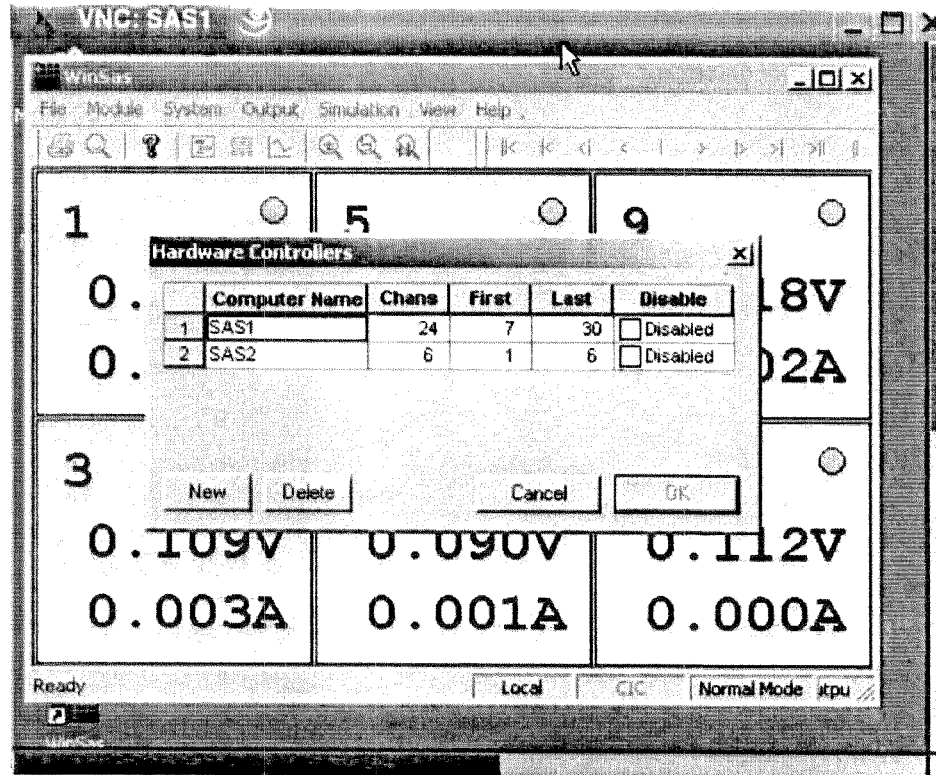 VNC: SAS1
WinSas
File Module System Output Simulation View Help
1 5 9
Hardware Controllers
Computer Name Chans First Last Disable
1 SAS1 24 7 30 Disabled
2 SAS2 6 1 6 Disabled
0. 18V
0. 02A
3
New Delete Cancel OK
0.109V 0.090V 0.112V
0.003A 0.001A 0.000A
Ready Local CIC Normal Mode
WinSas